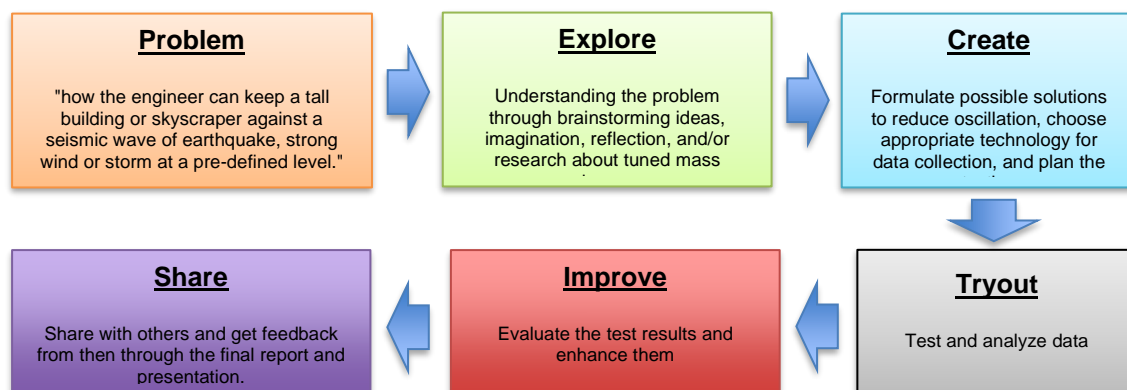 Problem
"how the engineer can keep a tall
building or skyscraper against a
seismic wave of earthquake, strong
wind or storm at a pre-defined level."
Explore
Understanding the problem
through brainstorming ideas,
imagination, reflection, and/or
research about tuned mass
Create
Formulate possible solutions
to reduce oscillation, choose
appropriate technology for
data collection, and plan the
Tryout
Test and analyze data
Improve
Evaluate the test results and
enhance them
Share
Share with others and get feedback
from then through the final report and
presentation.